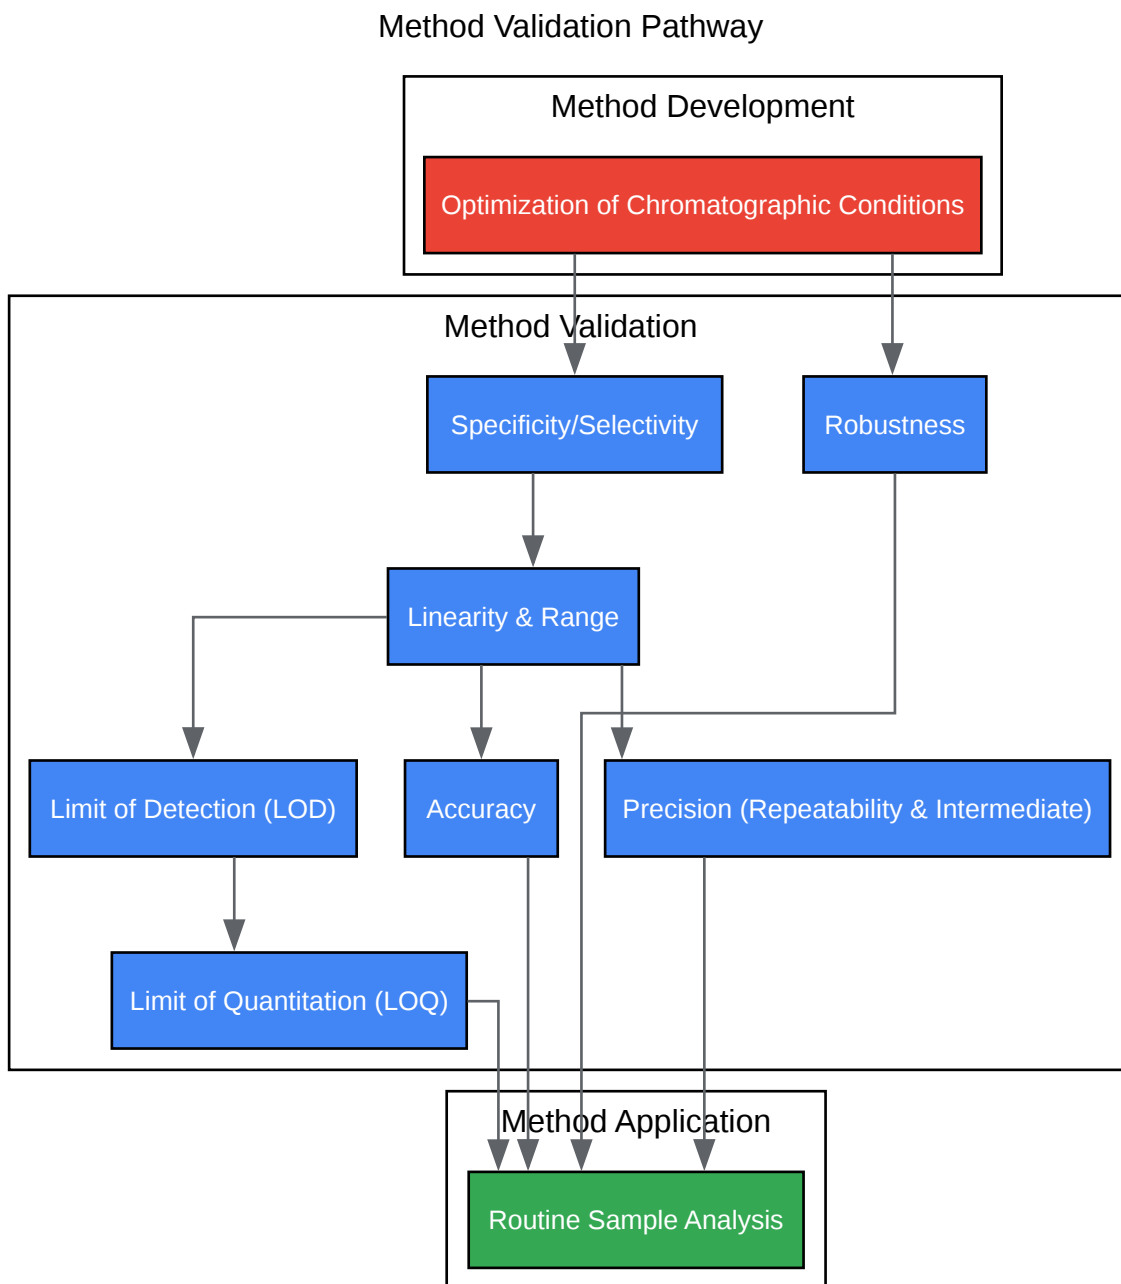 Method Validation Pathway
Method Development
Optimization of Chromatographic Conditions
Method Validation
Specificity/Selectivity
Robustness
Linearity & Range
Limit of Detection (LOD)
Accuracy
Precision (Repeatability & Intermediate)
Limit of Quantitation (LOQ)
Method Application
Routine Sample Analysis